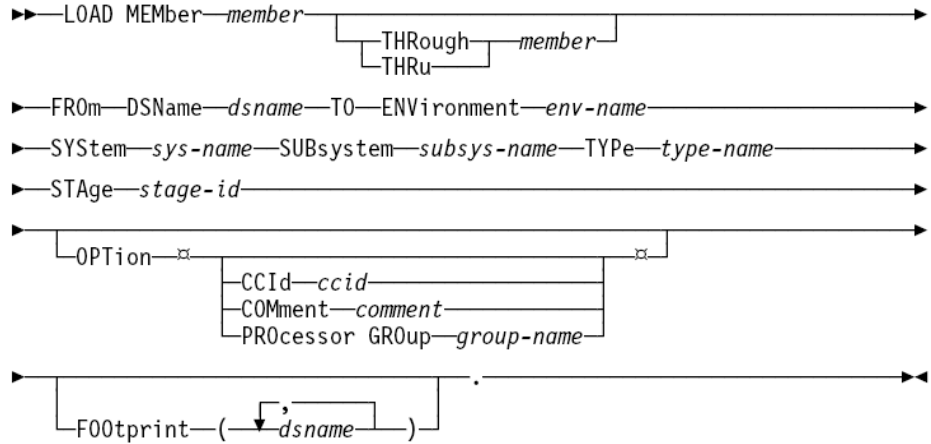 LOAD MEMber member
THRough member
THRu
FROm DSName dsname TO ENVironment env-name
SYStem sys-name SUBsystem subsys-name TYPe type-name
STAge stage-id
OPTion ¤ ¤
CCId ccid
COMment comment
PROcessor GROup group-name
.
,
FOOtprint ( dsname )